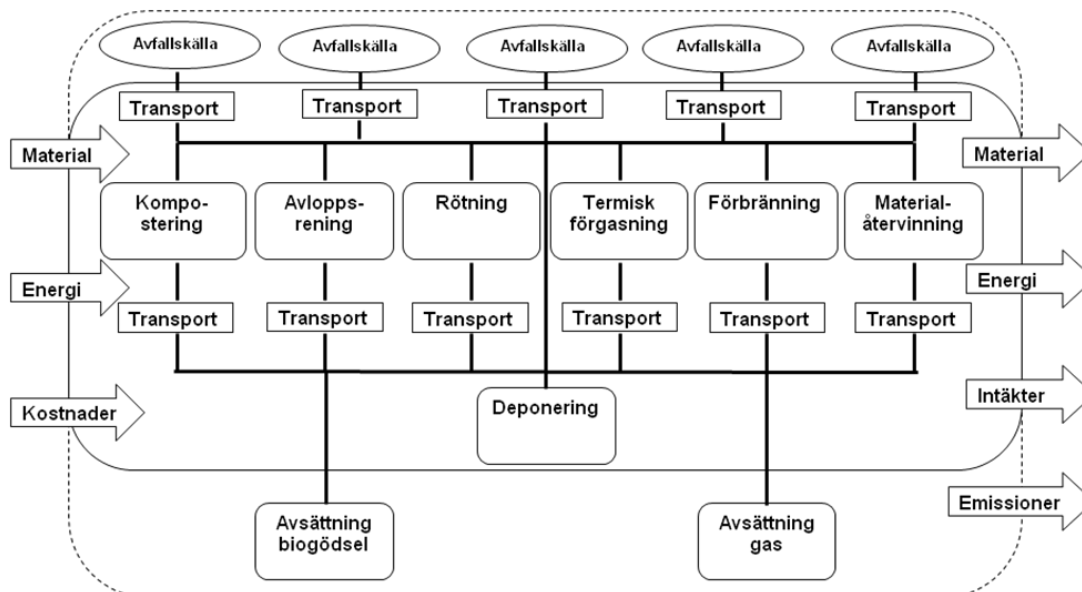 Avfallskälla
Avfallskälla
Avfallskälla
Avfallskälla
Avfallskälla
Transport
Transport
Transport
Transport
Transport
Material
Material
Kompo-
stering
Avlopps-
rening
Rötning
Termisk
förgasning
Förbränning
Material-
återvinning
Energi
Energi
Transport
Transport
Transport
Transport
Transport
Transport
Kostnader
Deponering
Intäkter
Emissioner
Avsättning
biogödsel
Avsättning
gas